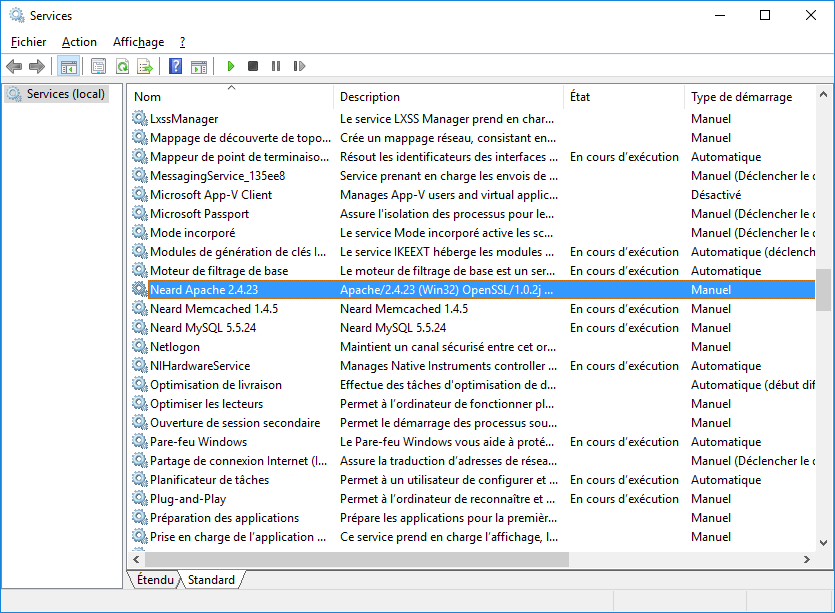 Services
Fichier Action Affichage ?
Services (local)
Nom Description État Type de démarrage
LxssManager Le service LXSS Manager prend en char... Manuel
Mappage de découverte de topo... Crée un mappage réseau, consistant en... Manuel
Mappeur de point de terminaiso... Résout les identificateurs des interfaces ... En cours d'exécution Automatique
MessagingService_135ee8 Service prenant en charge les envois de ... Manuel (Déclencher le c
Microsoft App-V Client Manages App-V users and virtual applic... Désactivé
Microsoft Passport Assure l'isolation des processus pour le... Manuel (Déclencher le c
Mode incorporé Le service Mode incorporé active les sc... Manuel (Déclencher le c
Modules de génération de clés I... Le service IKEEXT héberge les modules ... En cours d'exécution Automatique (déclench
Moteur de filtrage de base Le moteur de filtrage de base est un ser... En cours d'exécution Automatique
Neard Apache 2.4.23 Apache/2.4.23 (Win32) OpenSSL/1.0.2j ... Manuel
Neard Memcached 1.4.5 Neard Memcached 1.4.5 En cours d'exécution Manuel
Neard MySQL 5.5.24 Neard MySQL 5.5.24 En cours d'exécution Manuel
Netlogon Maintient un canal sécurisé entre cet or... Manuel
NIHardwareService Manages Native Instruments controller ... En cours d'exécution Automatique
Optimisation de livraison Effectue des tâches d'optimisation de d... Automatique (début dif
Optimiser les lecteurs Permet à l'ordinateur de fonctionner pl... Manuel
Ouverture de session secondaire Permet le démarrage des processus sou... Manuel
Pare-feu Windows Le Pare-feu Windows vous aide à proté... En cours d'exécution Automatique
Partage de connexion Internet (I... Assure la traduction d'adresses de résea... Manuel (Déclencher le c
Planificateur de tâches Permet à un utilisateur de configurer et ... En cours d'exécution Automatique
Plug-and-Play Permet à l'ordinateur de reconnaître et ... En cours d'exécution Manuel
Préparation des applications Prépare les applications pour la premièr... Manuel
Prise en charge de l'application ... Ce service prend en charge l'affichage, l... Manuel
Étendu Standard